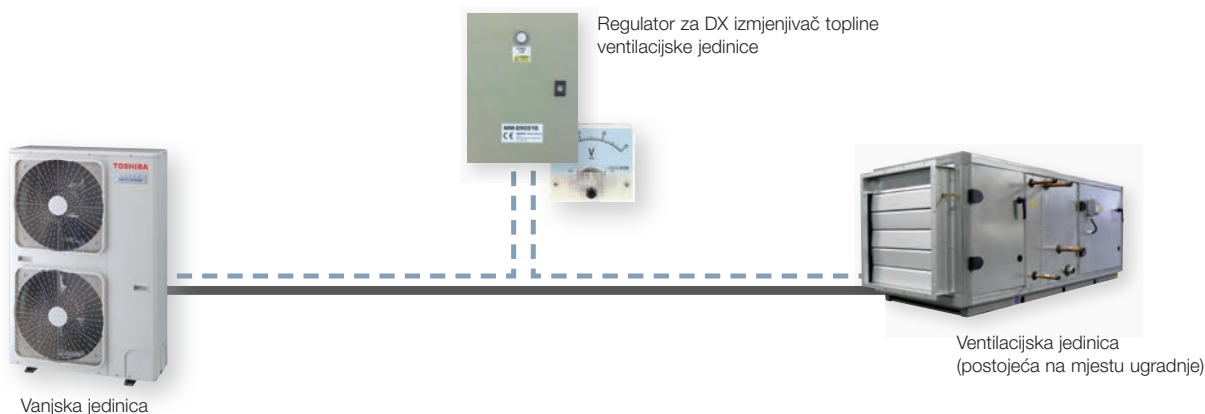 Regulator za DX izmjenjivač topline
ventilacijske jedinice
V
TOSHIBA
Ventilacijska jedinica
(postojeća na mjestu ugradnje)
Vanjska jedinica